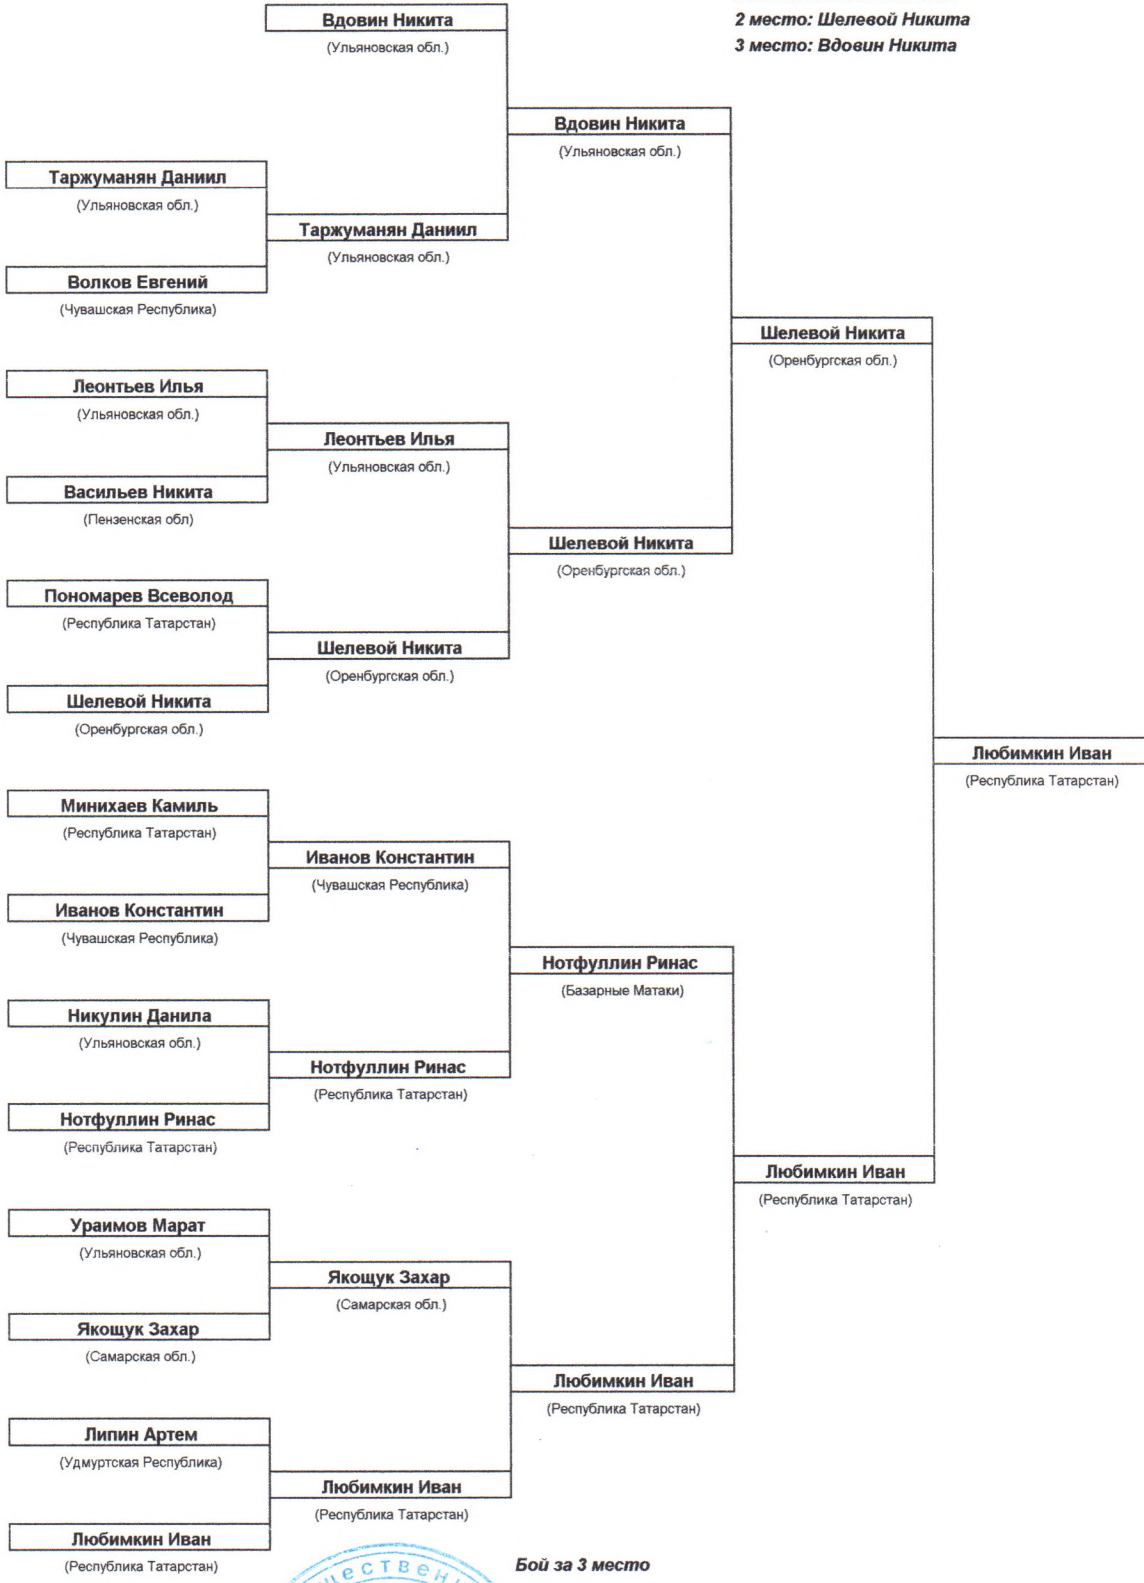 Вдовин Никита
(Ульяновская обл.)
2 место: Шелевой Никита
3 место: Вдовин Никита
Вдовин Никита
(Ульяновская обл.)
Таржуманян Даниил
(Ульяновская обл.)
Таржуманян Даниил
(Ульяновская обл.)
Волков Евгений
(Чувашская Республика)
Шелевой Никита
(Оренбургская обл.)
Леонтьев Илья
(Ульяновская обл.)
Леонтьев Илья
(Ульяновская обл.)
Васильев Никита
(Пензенская обл)
Шелевой Никита
(Оренбургская обл.)
Пономарев Всеволод
(Республика Татарстан)
Шелевой Никита
(Оренбургская обл.)
Шелевой Никита
(Оренбургская обл.)
Любимкин Иван
(Республика Татарстан)
Минихаев Камиль
(Республика Татарстан)
Иванов Константин
(Чувашская Республика)
Иванов Константин
(Чувашская Республика)
Нотфуллин Ринас
(Базарные Матаки)
Никулин Данила
(Ульяновская обл.)
Нотфуллин Ринас
(Республика Татарстан)
Нотфуллин Ринас
(Республика Татарстан)
Любимкин Иван
(Республика Татарстан)
Ураимов Марат
(Ульяновская обл.)
Якощук Захар
(Самарская обл.)
Якощук Захар
(Самарская обл.)
Любимкин Иван
(Республика Татарстан)
Липин Артем
(Удмуртская Республика)
Любимкин Иван
(Республика Татарстан)
Любимкин Иван
(Республика Татарстан)
Бой за 3 место